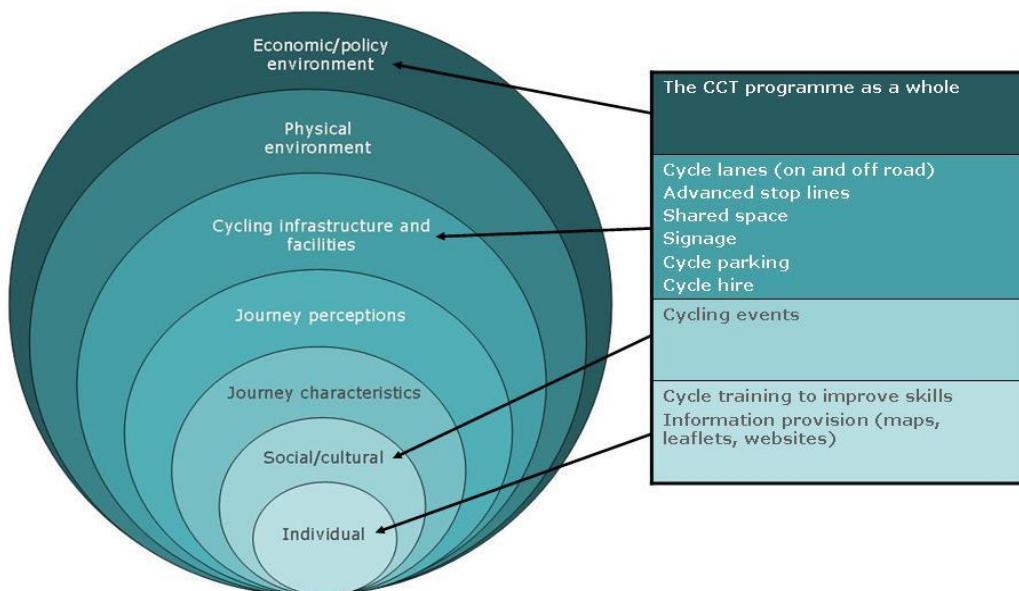 Economic/policy
environment
Physical
environment
Cycling infrastructure and
facilities
Journey perceptions
Journey characteristics
Social/cultural
Individual
The CCT programme as a whole
Cycle lanes (on and off road)
Advanced stop lines
Shared space
Signage
Cycle parking
Cycle hire
Cycling events
Cycle training to improve skills
Information provision (maps,
leaflets, websites)